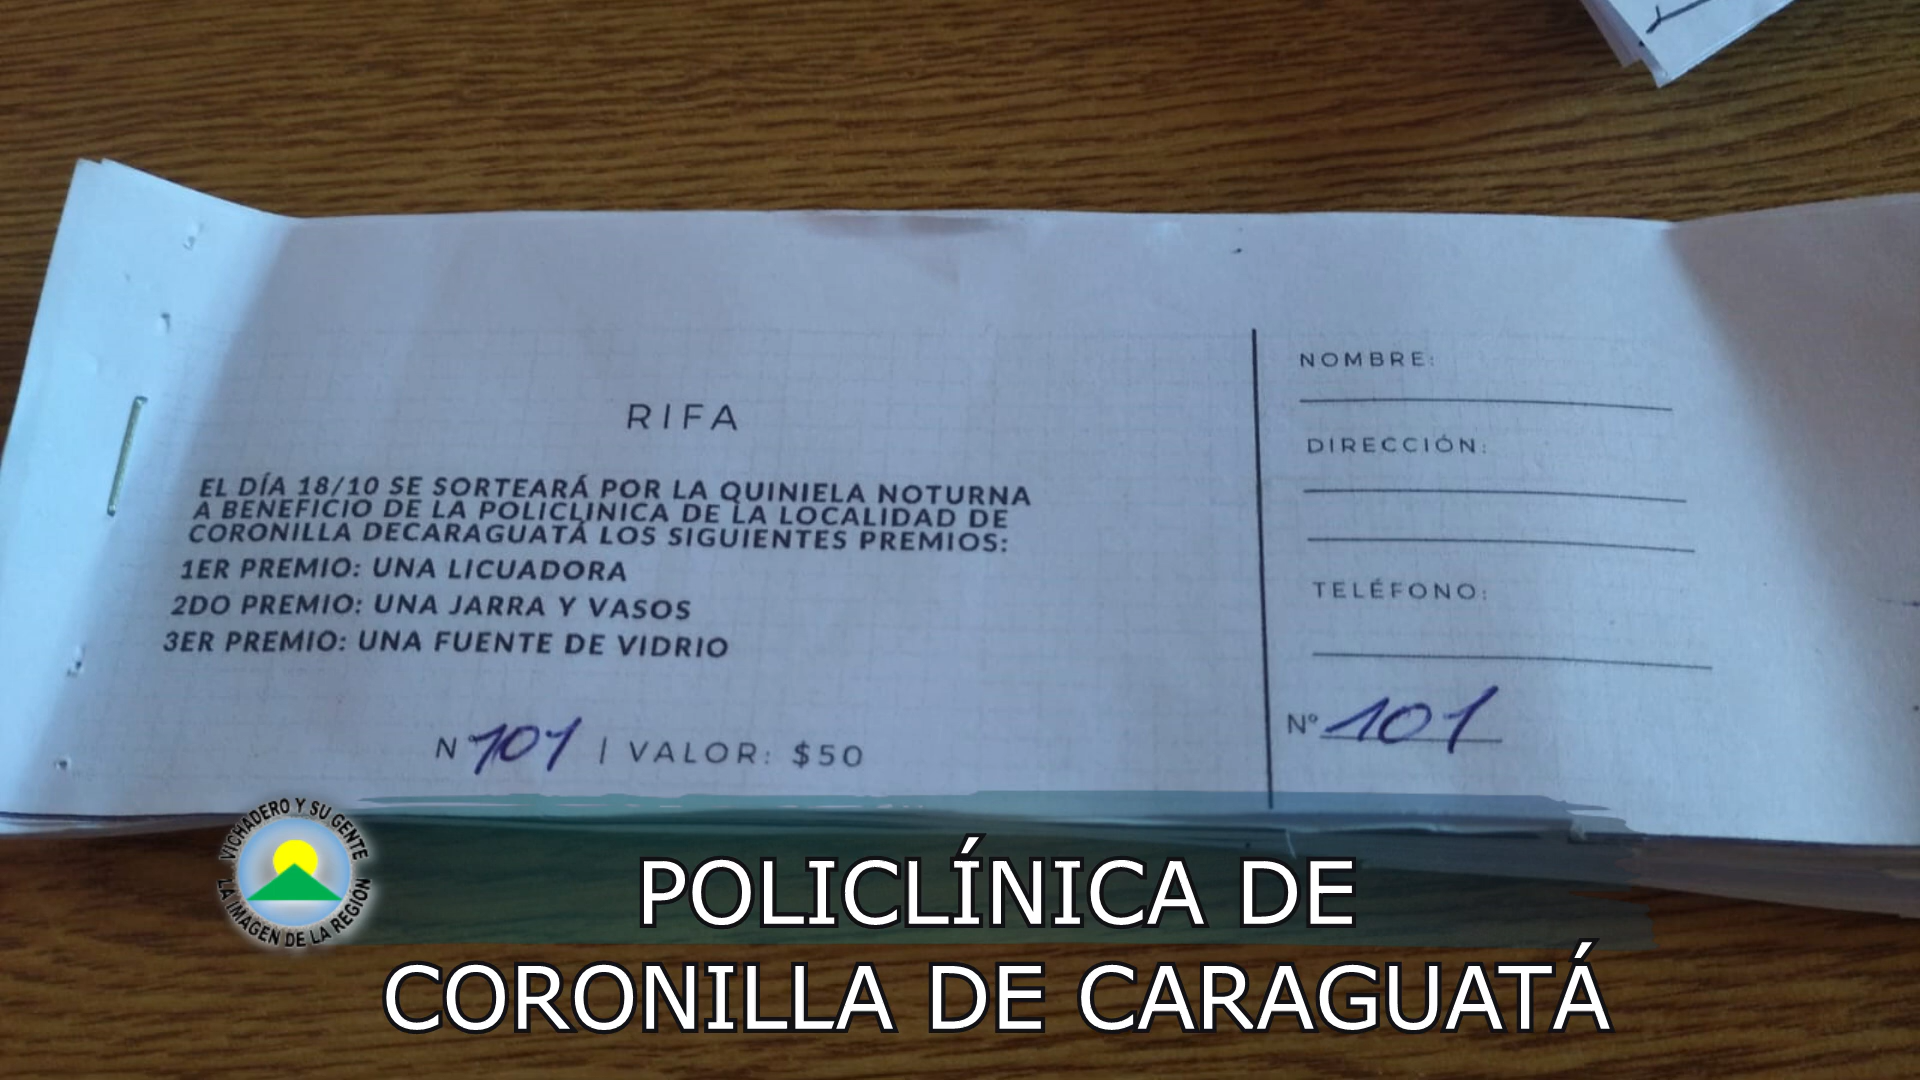 RIFA
EL DÍA 18/10 SE SORTEARÁ POR LA QUINIELA NOTURNA
A BENEFICIO DE LA POLICLINICA DE LA LOCALIDAD DE
CORONILLA DECARAGUATÁ LOS SIGUIENTES PREMIOS:
1ER PREMIO: UNA LICUADORA
2DO PREMIO: UNA JARRA Y VASOS
3ER PREMIO: UNA FUENTE DE VIDRIO
N° 101 | VALOR: $50
NOMBRE:
DIRECCIÓN:
TELÉFONO:
N° 101
VICHADERO Y SU GENTE
LA IMAGEN DE LA REGIÓN
POLICLÍNICA DE
CORONILLA DE CARAGUATÁ